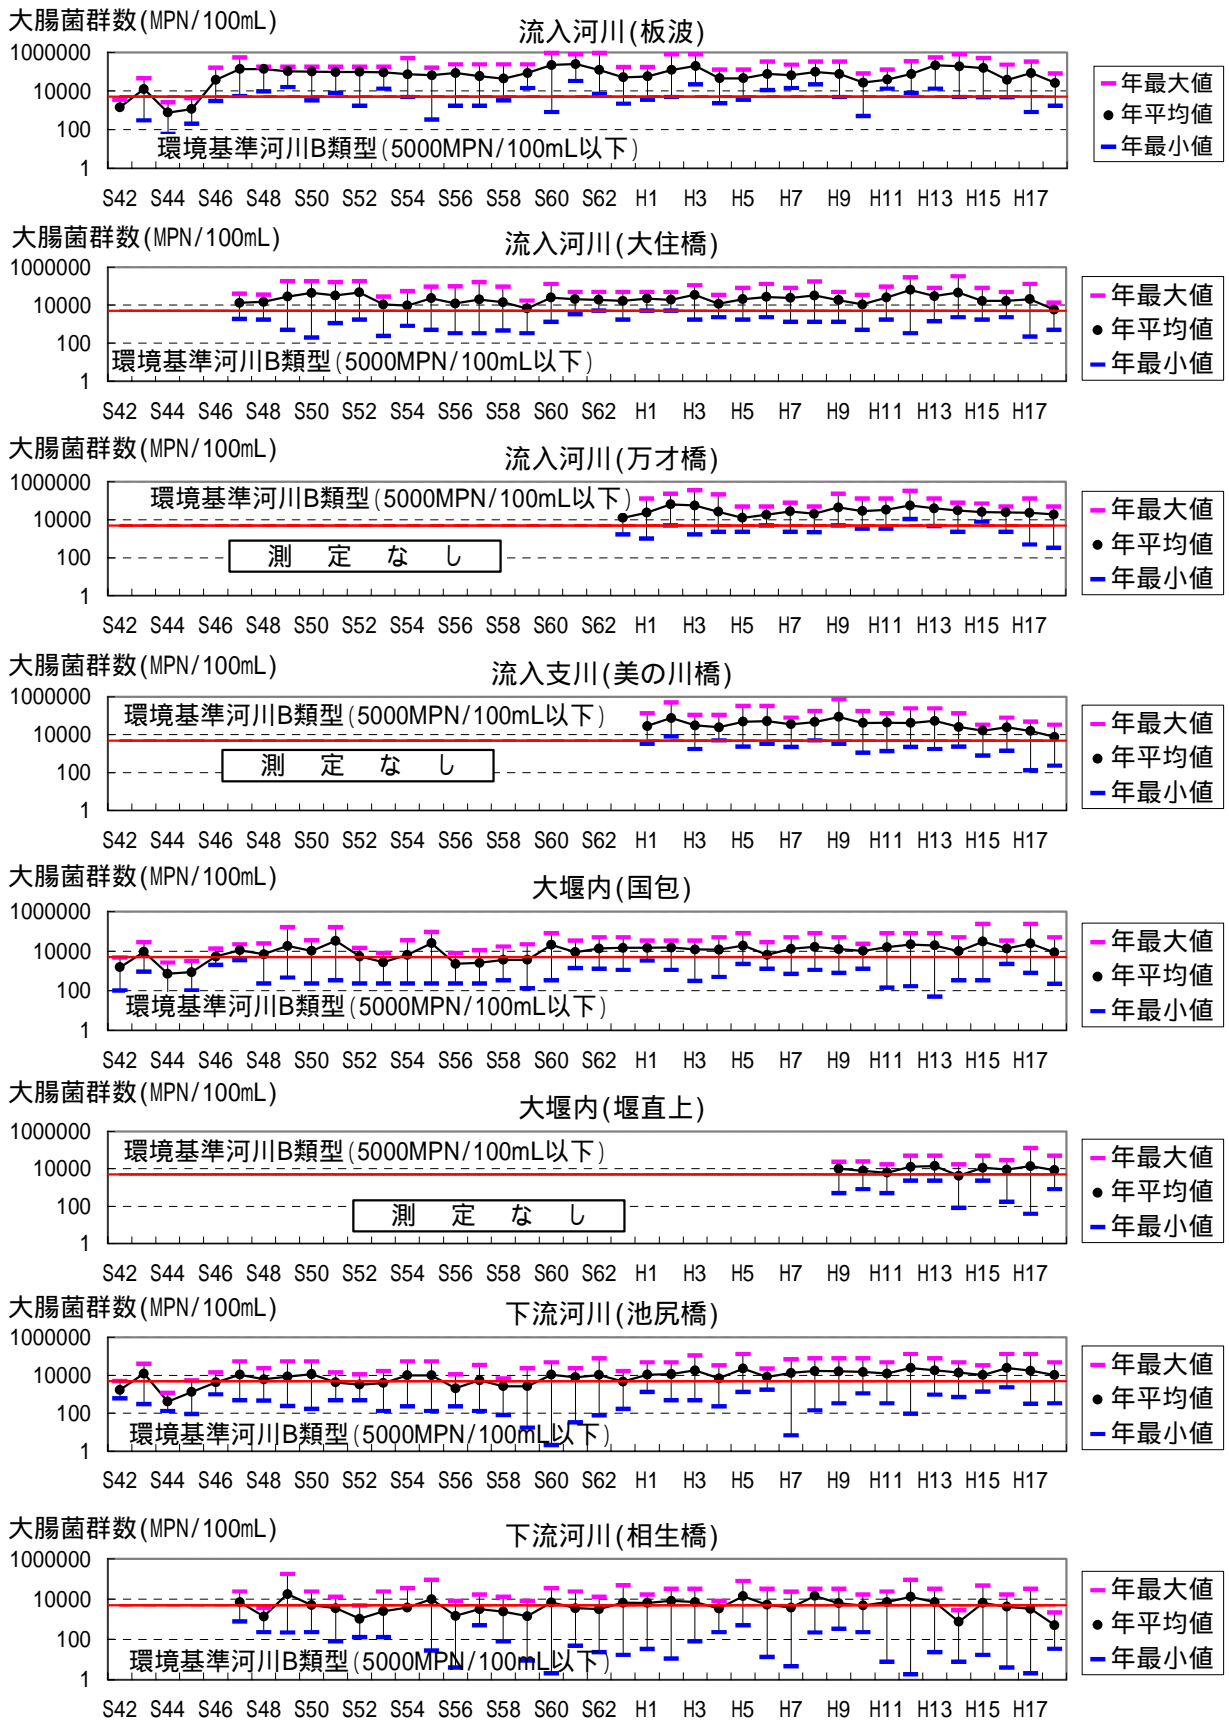 大腸菌群数(MPN/100mL)
流入河川(板波)
1000000
10000
100
1
環境基準河川B類型(5000MPN/100mL以下)
S42 S44 S46 S48 S50 S52 S54 S56 S58 S60 S62 H1 H3 H5 H7 H9 H11 H13 H15 H17
年最大値
年平均値
年最小値
大腸菌群数(MPN/100mL)
流入河川(大住橋)
1000000
10000
100
1
環境基準河川B類型(5000MPN/100mL以下)
S42 S44 S46 S48 S50 S52 S54 S56 S58 S60 S62 H1 H3 H5 H7 H9 H11 H13 H15 H17
年最大値
年平均値
年最小値
大腸菌群数(MPN/100mL)
流入河川(万才橋)
1000000
10000
100
1
環境基準河川B類型(5000MPN/100mL以下)
測 定 な し
S42 S44 S46 S48 S50 S52 S54 S56 S58 S60 S62 H1 H3 H5 H7 H9 H11 H13 H15 H17
年最大値
年平均値
年最小値
大腸菌群数(MPN/100mL)
流入支川(美の川橋)
1000000
10000
100
1
環境基準河川B類型(5000MPN/100mL以下)
測 定 な し
S42 S44 S46 S48 S50 S52 S54 S56 S58 S60 S62 H1 H3 H5 H7 H9 H11 H13 H15 H17
年最大値
年平均値
年最小値
大腸菌群数(MPN/100mL)
大堰内(国包)
1000000
10000
100
1
環境基準河川B類型(5000MPN/100mL以下)
S42 S44 S46 S48 S50 S52 S54 S56 S58 S60 S62 H1 H3 H5 H7 H9 H11 H13 H15 H17
年最大値
年平均値
年最小値
大腸菌群数(MPN/100mL)
大堰内(堰直上)
1000000
10000
100
1
環境基準河川B類型(5000MPN/100mL以下)
測 定 な し
S42 S44 S46 S48 S50 S52 S54 S56 S58 S60 S62 H1 H3 H5 H7 H9 H11 H13 H15 H17
年最大値
年平均値
年最小値
大腸菌群数(MPN/100mL)
下流河川(池尻橋)
1000000
10000
100
1
環境基準河川B類型(5000MPN/100mL以下)
S42 S44 S46 S48 S50 S52 S54 S56 S58 S60 S62 H1 H3 H5 H7 H9 H11 H13 H15 H17
年最大値
年平均値
年最小値
大腸菌群数(MPN/100mL)
下流河川(相生橋)
1000000
10000
100
1
環境基準河川B類型(5000MPN/100mL以下)
S42 S44 S46 S48 S50 S52 S54 S56 S58 S60 S62 H1 H3 H5 H7 H9 H11 H13 H15 H17
年最大値
年平均値
年最小値